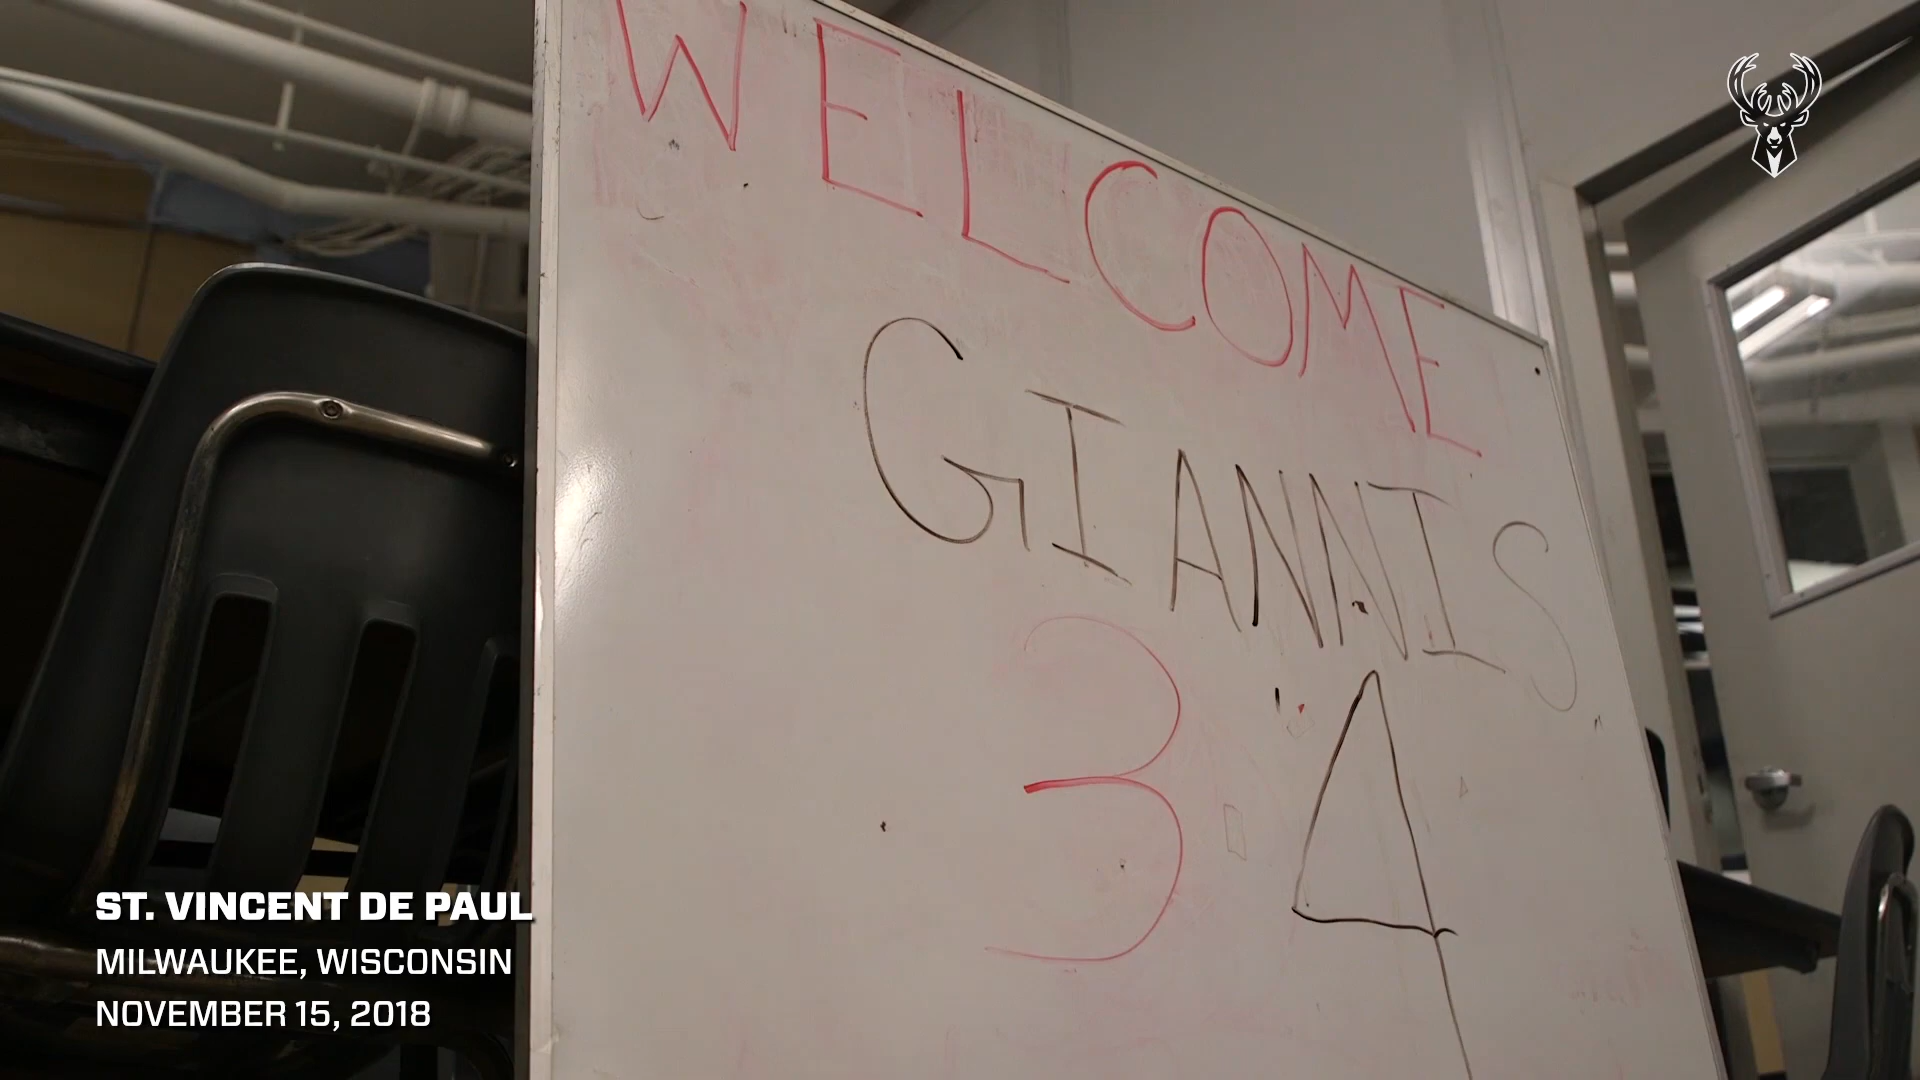 WELCOME
GIANNIS
34
ST. VINCENT DE PAUL
MILWAUKEE, WISCONSIN
NOVEMBER 15, 2018